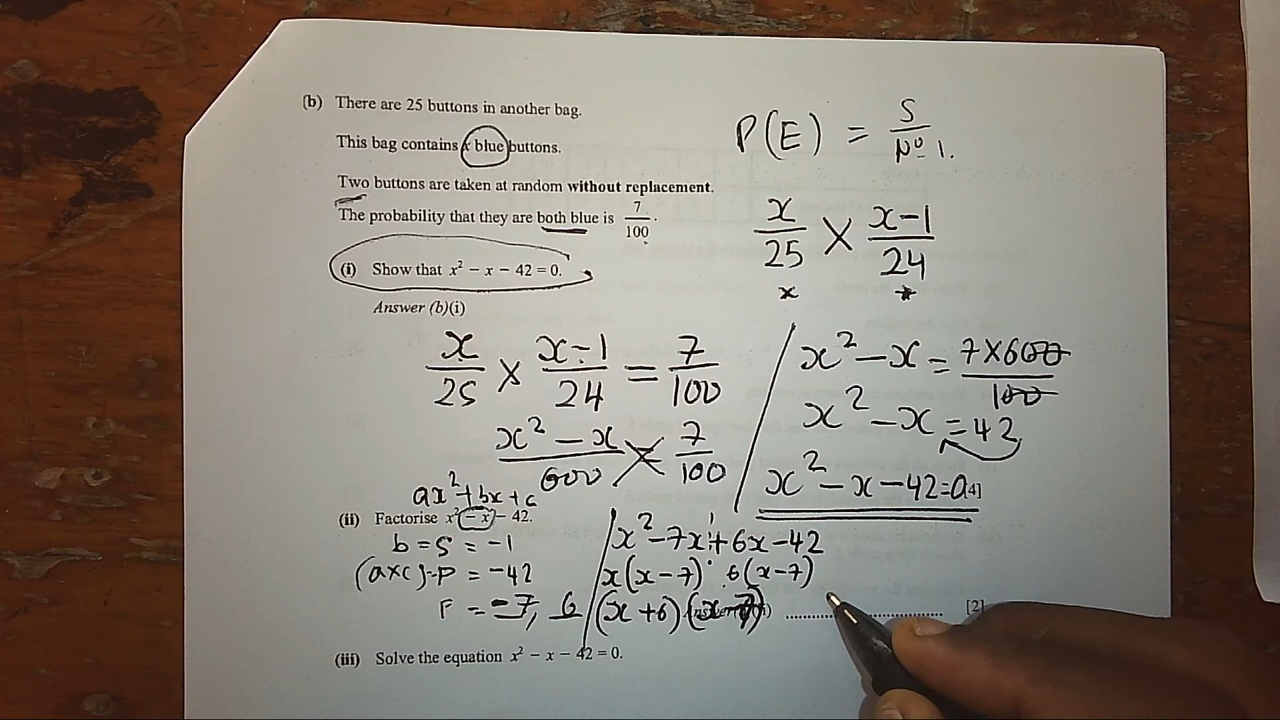 (b) There are 25 buttons in another bag.
This bag contains x blue buttons.
Two buttons are taken at random without replacement.
The probability that they are both blue is 7/100.
P(E) = S/Nº 1.
x/25 × x-1/24
(i) Show that x² - x - 42 = 0.
Answer (b)(i)
x/25 × x-1/24 = 7/100
x² - x/600 7/100
x² - x = 7×600/100
x² - x = 42
x² - x - 42 = 0 [4]
ax² + bx + c
(ii) Factorise x² - x - 42.
b = S = -1
(a×c) - P = -42
F = -7, 6
x² - 7x + 6x - 42
x(x-7) 6(x-7)
(x+6)(x-7)
[2]
(iii) Solve the equation x² - x - 42 = 0.